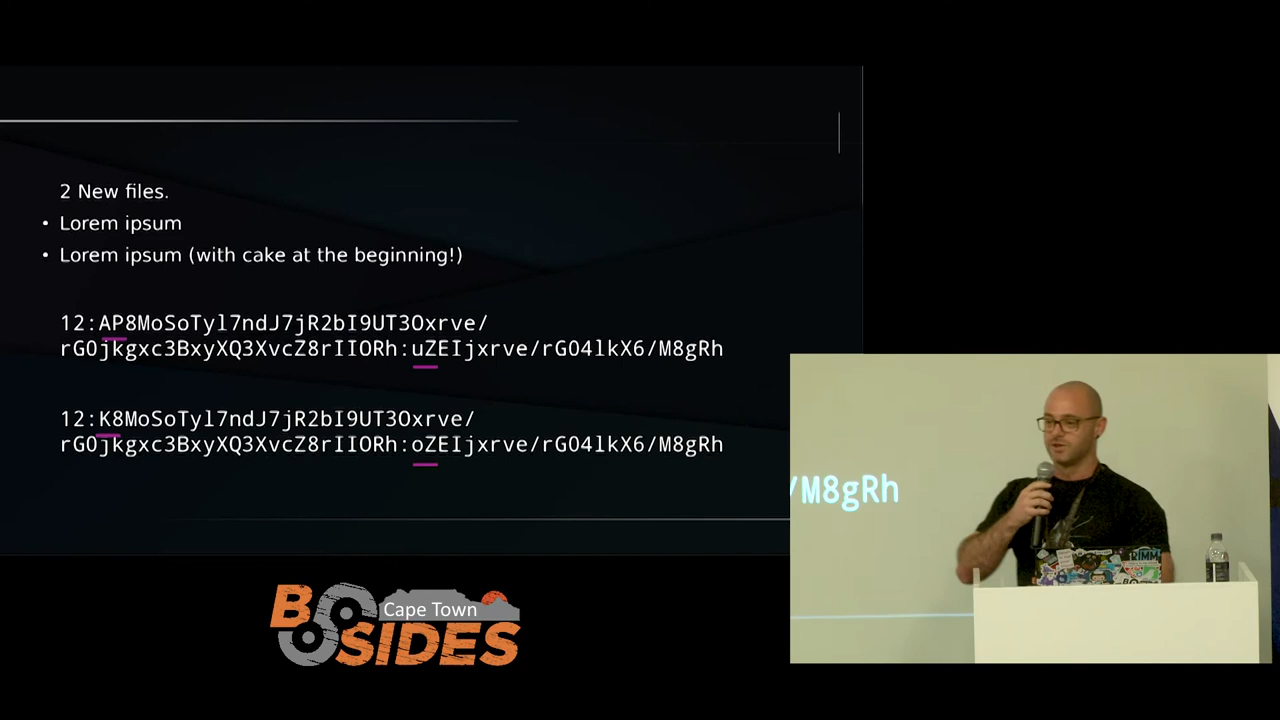 2 New files.
• Lorem ipsum
• Lorem ipsum (with cake at the beginning!)
12:AP8MoSoTyl7ndJ7jR2bI9UT3Oxrve/
rGOjkgxc3BxyXQ3XvcZ8rIIORh:uZEIjxrve/rGO4lkX6/M8gRh
12:K8MoSoTyl7ndJ7jR2bI9UT3Oxrve/
rGOjkgxc3BxyXQ3XvcZ8rIIORh:oZEIjxrve/rGO4lkX6/M8gRh
/M8gRh
BSIDES
Cape Town